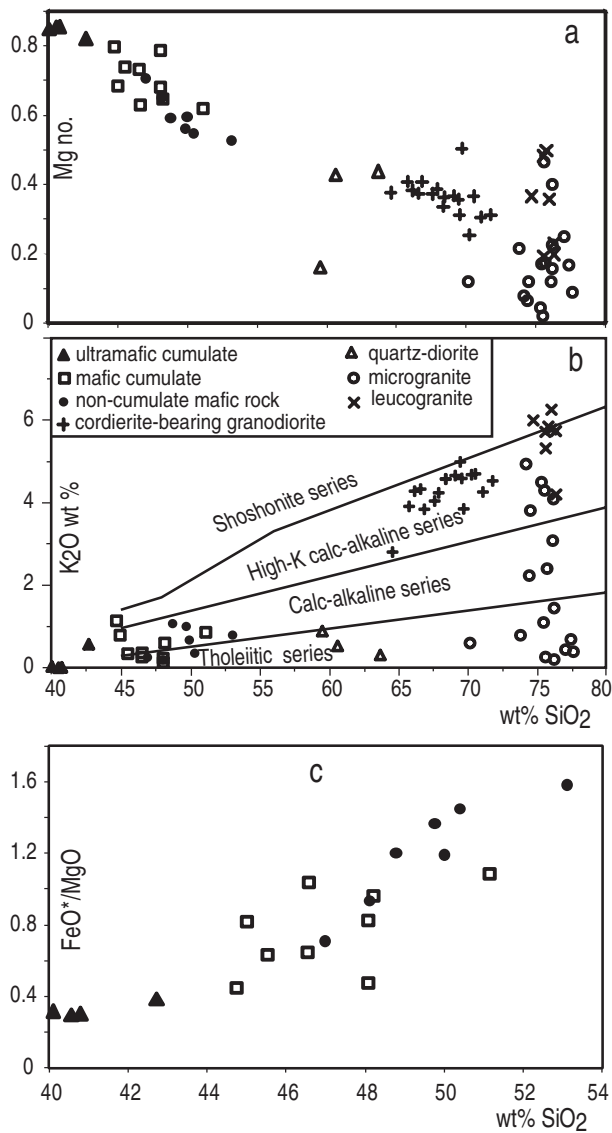 a
0.8
0.6
0.4
0.2
0
Mg no.
ultramafic cumulate
mafic cumulate
non-cumulate mafic rock
cordierite-bearing granodiorite
quartz-diorite
microgranite
leucogranite
b
6
4
2
0
K2O wt %
Shoshonite series
High-K calc-alkaline series
Calc-alkaline series
Tholeiitic series
40 45 50 55 60 65 70 75 80
wt% SiO2
c
1.6
1.2
0.8
0.4
0
FeO*/MgO
40 42 44 46 48 50 52 54
wt% SiO2